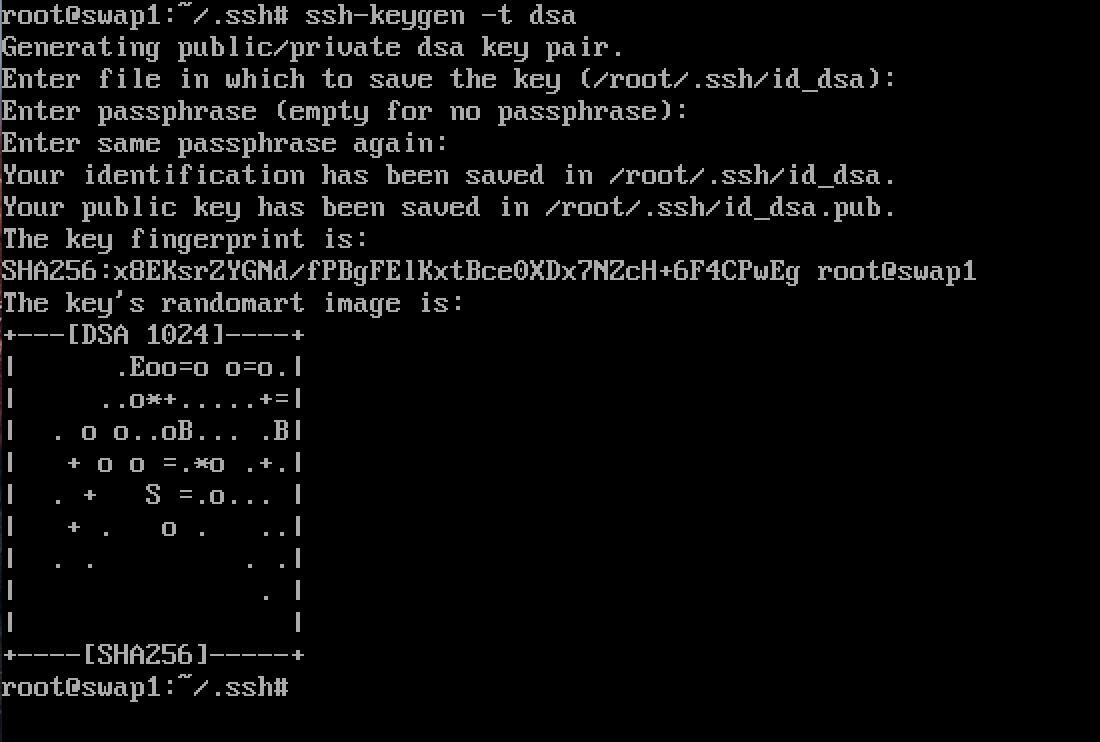 root@swap1:~/.ssh# ssh-keygen -t dsa
Generating public/private dsa key pair.
Enter file in which to save the key (/root/.ssh/id_dsa):
Enter passphrase (empty for no passphrase):
Enter same passphrase again:
Your identification has been saved in /root/.ssh/id_dsa.
Your public key has been saved in /root/.ssh/id_dsa.pub.
The key fingerprint is:
SHA256:x8EKsrZYGNd/fPBgFElKxtBce0XDx7NZcH+6F4CPwEg root@swap1
The key's randomart image is:
+---[DSA 1024]----+
|      .Eoo=o o=o.|
|     ..o*+.....+=|
|  . o o..oB... .B|
|   + o o =.*o .+.|
|  . +   S =.o... |
|   + .   o .   ..|
|  . .         . .|
|               . |
|                 |
+----[SHA256]-----+
root@swap1:~/.ssh#